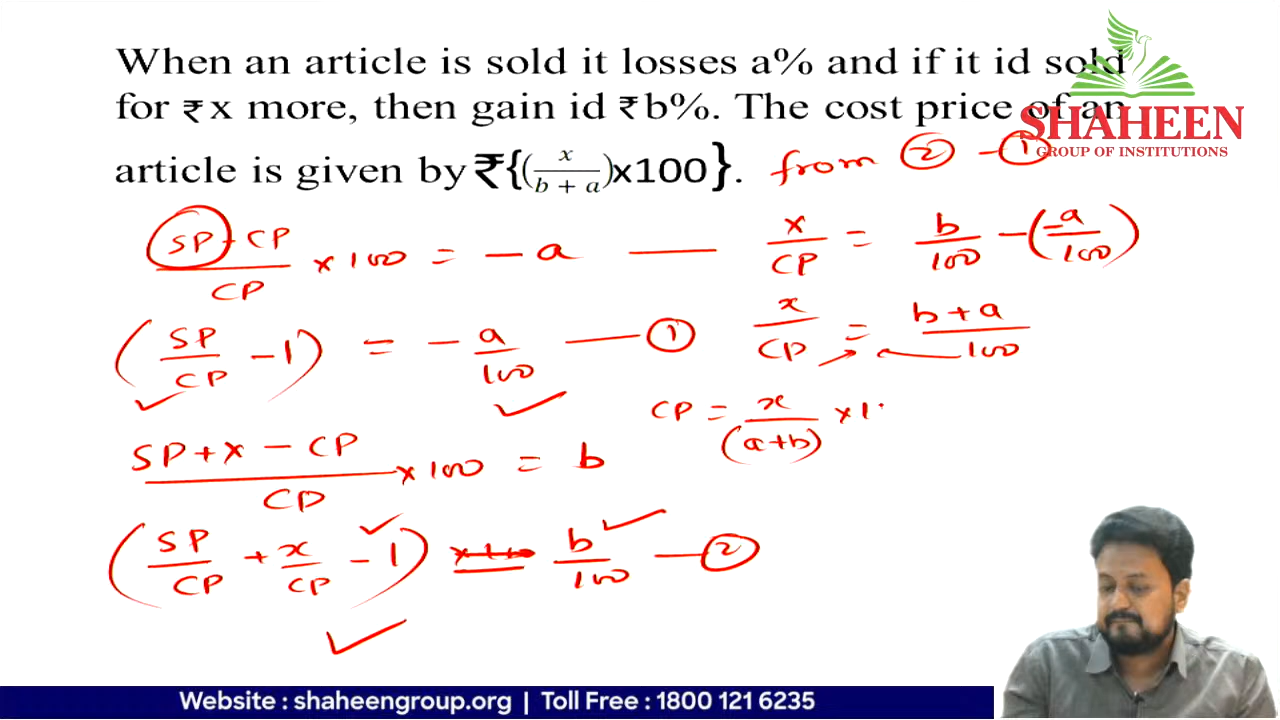 When an article is sold it losses a% and if it id sold
for ₹ x more, then gain id ₹ b%. The cost price of an
article is given by ₹{(x/(b + a))x100}.
SHAHEEN
GROUP OF INSTITUTIONS
from ② - ①
(SP - CP)/CP × 100 = - a —
(SP/CP - 1) = - a/100 — ①
(SP + x - CP)/CP × 100 = b
(SP/CP + x/CP - 1) = b/100 — ②
x/CP = b/100 - (-a/100)
x/CP = (b + a)/100
CP = x/(a+b) × 1
Website : shaheengroup.org | Toll Free : 1800 121 6235